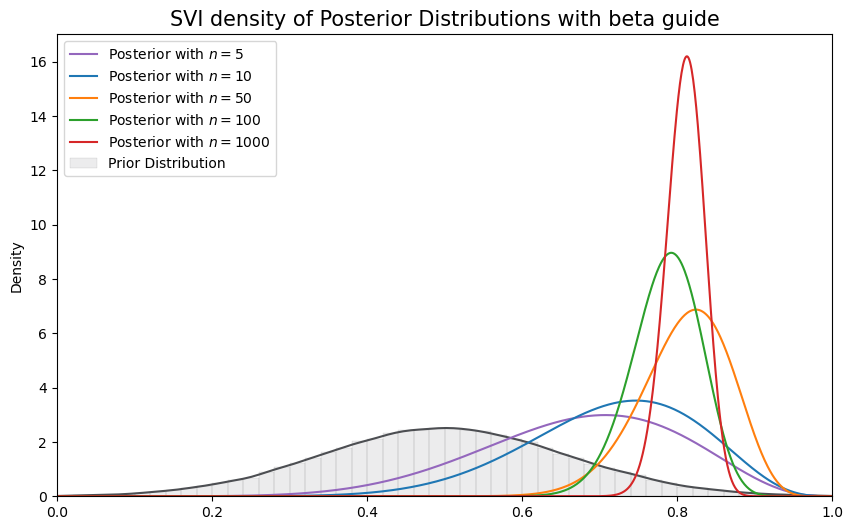 SVI density of Posterior Distributions with beta guide
Density
16
14
12
10
8
6
4
2
0
Posterior with n = 5
Posterior with n = 10
Posterior with n = 50
Posterior with n = 100
Posterior with n = 1000
Prior Distribution
0.0 0.2 0.4 0.6 0.8 1.0